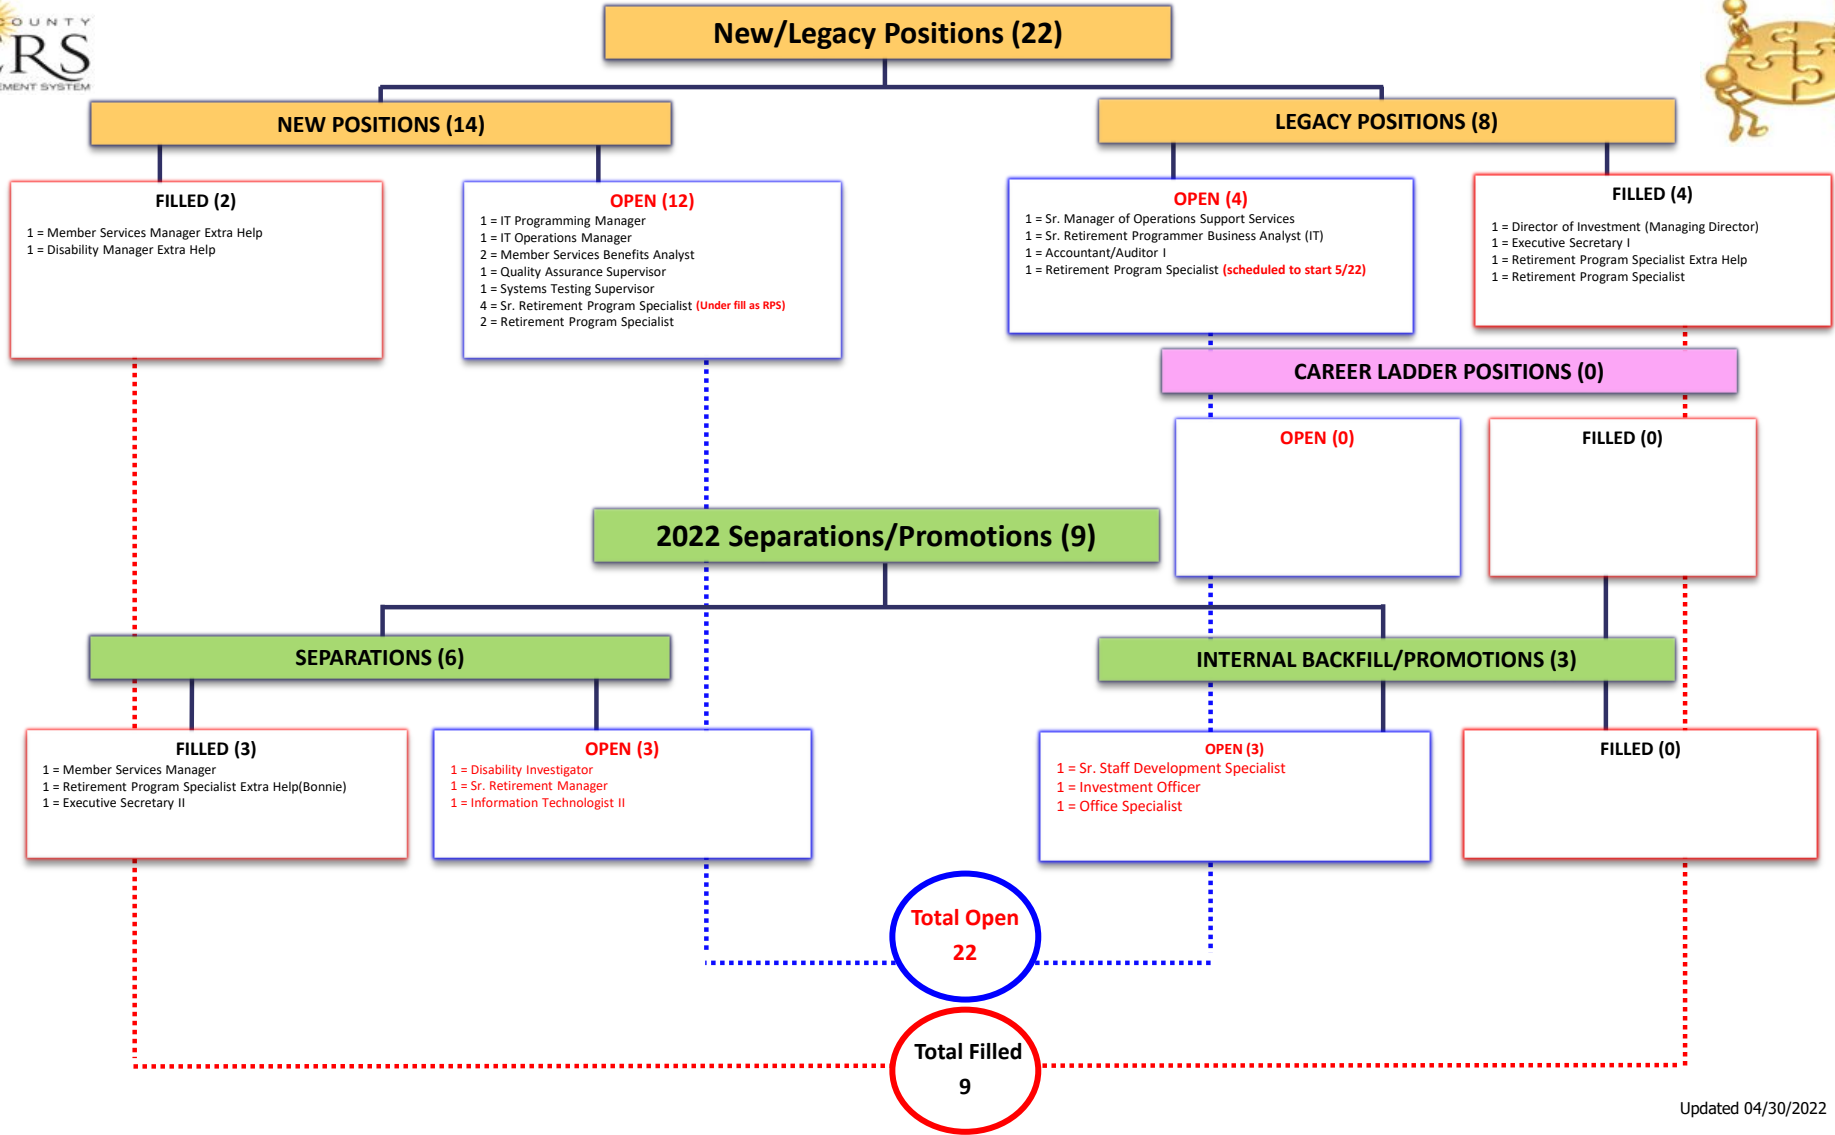 COUNTY
ERS
EMENT SYSTEM
New/Legacy Positions (22)
NEW POSITIONS (14)
LEGACY POSITIONS (8)
FILLED (2)
1 = Member Services Manager Extra Help
1 = Disability Manager Extra Help
OPEN (12)
1 = IT Programming Manager
1 = IT Operations Manager
2 = Member Services Benefits Analyst
1 = Quality Assurance Supervisor
1 = Systems Testing Supervisor
4 = Sr. Retirement Program Specialist (Under fill as RPS)
2 = Retirement Program Specialist
OPEN (4)
1 = Sr. Manager of Operations Support Services
1 = Sr. Retirement Programmer Business Analyst (IT)
1 = Accountant/Auditor I
1 = Retirement Program Specialist (scheduled to start 5/22)
FILLED (4)
1 = Director of Investment (Managing Director)
1 = Executive Secretary I
1 = Retirement Program Specialist Extra Help
1 = Retirement Program Specialist
CAREER LADDER POSITIONS (0)
OPEN (0)
FILLED (0)
2022 Separations/Promotions (9)
SEPARATIONS (6)
INTERNAL BACKFILL/PROMOTIONS (3)
FILLED (3)
1 = Member Services Manager
1 = Retirement Program Specialist Extra Help(Bonnie)
1 = Executive Secretary II
OPEN (3)
1 = Disability Investigator
1 = Sr. Retirement Manager
1 = Information Technologist II
OPEN (3)
1 = Sr. Staff Development Specialist
1 = Investment Officer
1 = Office Specialist
FILLED (0)
Total Open
22
Total Filled
9
Updated 04/30/2022